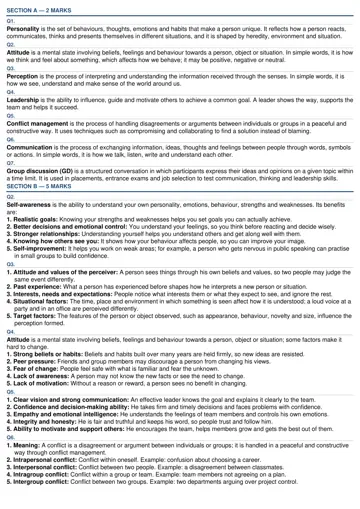 SECTION A — 2 MARKS
Q1.
Personality is the set of behaviours, thoughts, emotions and habits that make a person unique. It reflects how a person reacts,
communicates, thinks and presents themselves in different situations, and it is shaped by heredity, environment and situation.
Q2.
Attitude is a mental state involving beliefs, feelings and behaviour towards a person, object or situation. In simple words, it is how
we think and feel about something, which affects how we behave; it may be positive, negative or neutral.
Q3.
Perception is the process of interpreting and understanding the information received through the senses. In simple words, it is
how we see, understand and make sense of the world around us.
Q4.
Leadership is the ability to influence, guide and motivate others to achieve a common goal. A leader shows the way, supports the
team and helps it succeed.
Q5.
Conflict management is the process of handling disagreements or arguments between individuals or groups in a peaceful and
constructive way. It uses techniques such as compromising and collaborating to find a solution instead of blaming.
Q6.
Communication is the process of exchanging information, ideas, thoughts and feelings between people through words, symbols
or actions. In simple words, it is how we talk, listen, write and understand each other.
Q7.
Group discussion (GD) is a structured conversation in which participants express their ideas and opinions on a given topic within
a time limit. It is used in placements, entrance exams and job selection to test communication, thinking and leadership skills.
SECTION B — 5 MARKS
Q2.
Self-awareness is the ability to understand your own personality, emotions, behaviour, strengths and weaknesses. Its benefits
are:
1. Realistic goals: Knowing your strengths and weaknesses helps you set goals you can actually achieve.
2. Better decisions and emotional control: You understand your feelings, so you think before reacting and decide wisely.
3. Stronger relationships: Understanding yourself helps you understand others and get along well with them.
4. Knowing how others see you: It shows how your behaviour affects people, so you can improve your image.
5. Self-improvement: It helps you work on weak areas; for example, a person who gets nervous in public speaking can practise
in small groups to build confidence.
Q3.
1. Attitude and values of the perceiver: A person sees things through his own beliefs and values, so two people may judge the
same event differently.
2. Past experience: What a person has experienced before shapes how he interprets a new person or situation.
3. Interests, needs and expectations: People notice what interests them or what they expect to see, and ignore the rest.
4. Situational factors: The time, place and environment in which something is seen affect how it is understood; a loud voice at a
party and in an office are perceived differently.
5. Target factors: The features of the person or object observed, such as appearance, behaviour, novelty and size, influence the
perception formed.
Q4.
Attitude is a mental state involving beliefs, feelings and behaviour towards a person, object or situation; some factors make it
hard to change.
1. Strong beliefs or habits: Beliefs and habits built over many years are held firmly, so new ideas are resisted.
2. Peer pressure: Friends and group members may discourage a person from changing his views.
3. Fear of change: People feel safe with what is familiar and fear the unknown.
4. Lack of awareness: A person may not know the new facts or see the need to change.
5. Lack of motivation: Without a reason or reward, a person sees no benefit in changing.
Q5.
1. Clear vision and strong communication: An effective leader knows the goal and explains it clearly to the team.
2. Confidence and decision-making ability: He takes firm and timely decisions and faces problems with confidence.
3. Empathy and emotional intelligence: He understands the feelings of team members and controls his own emotions.
4. Integrity and honesty: He is fair and truthful and keeps his word, so people trust and follow him.
5. Ability to motivate and support others: He encourages the team, helps members grow and gets the best out of them.
Q6.
1. Meaning: A conflict is a disagreement or argument between individuals or groups; it is handled in a peaceful and constructive
way through conflict management.
2. Intrapersonal conflict: Conflict within oneself. Example: confusion about choosing a career.
3. Interpersonal conflict: Conflict between two people. Example: a disagreement between classmates.
4. Intragroup conflict: Conflict within a group or team. Example: team members not agreeing on a plan.
5. Intergroup conflict: Conflict between two groups. Example: two departments arguing over project control.